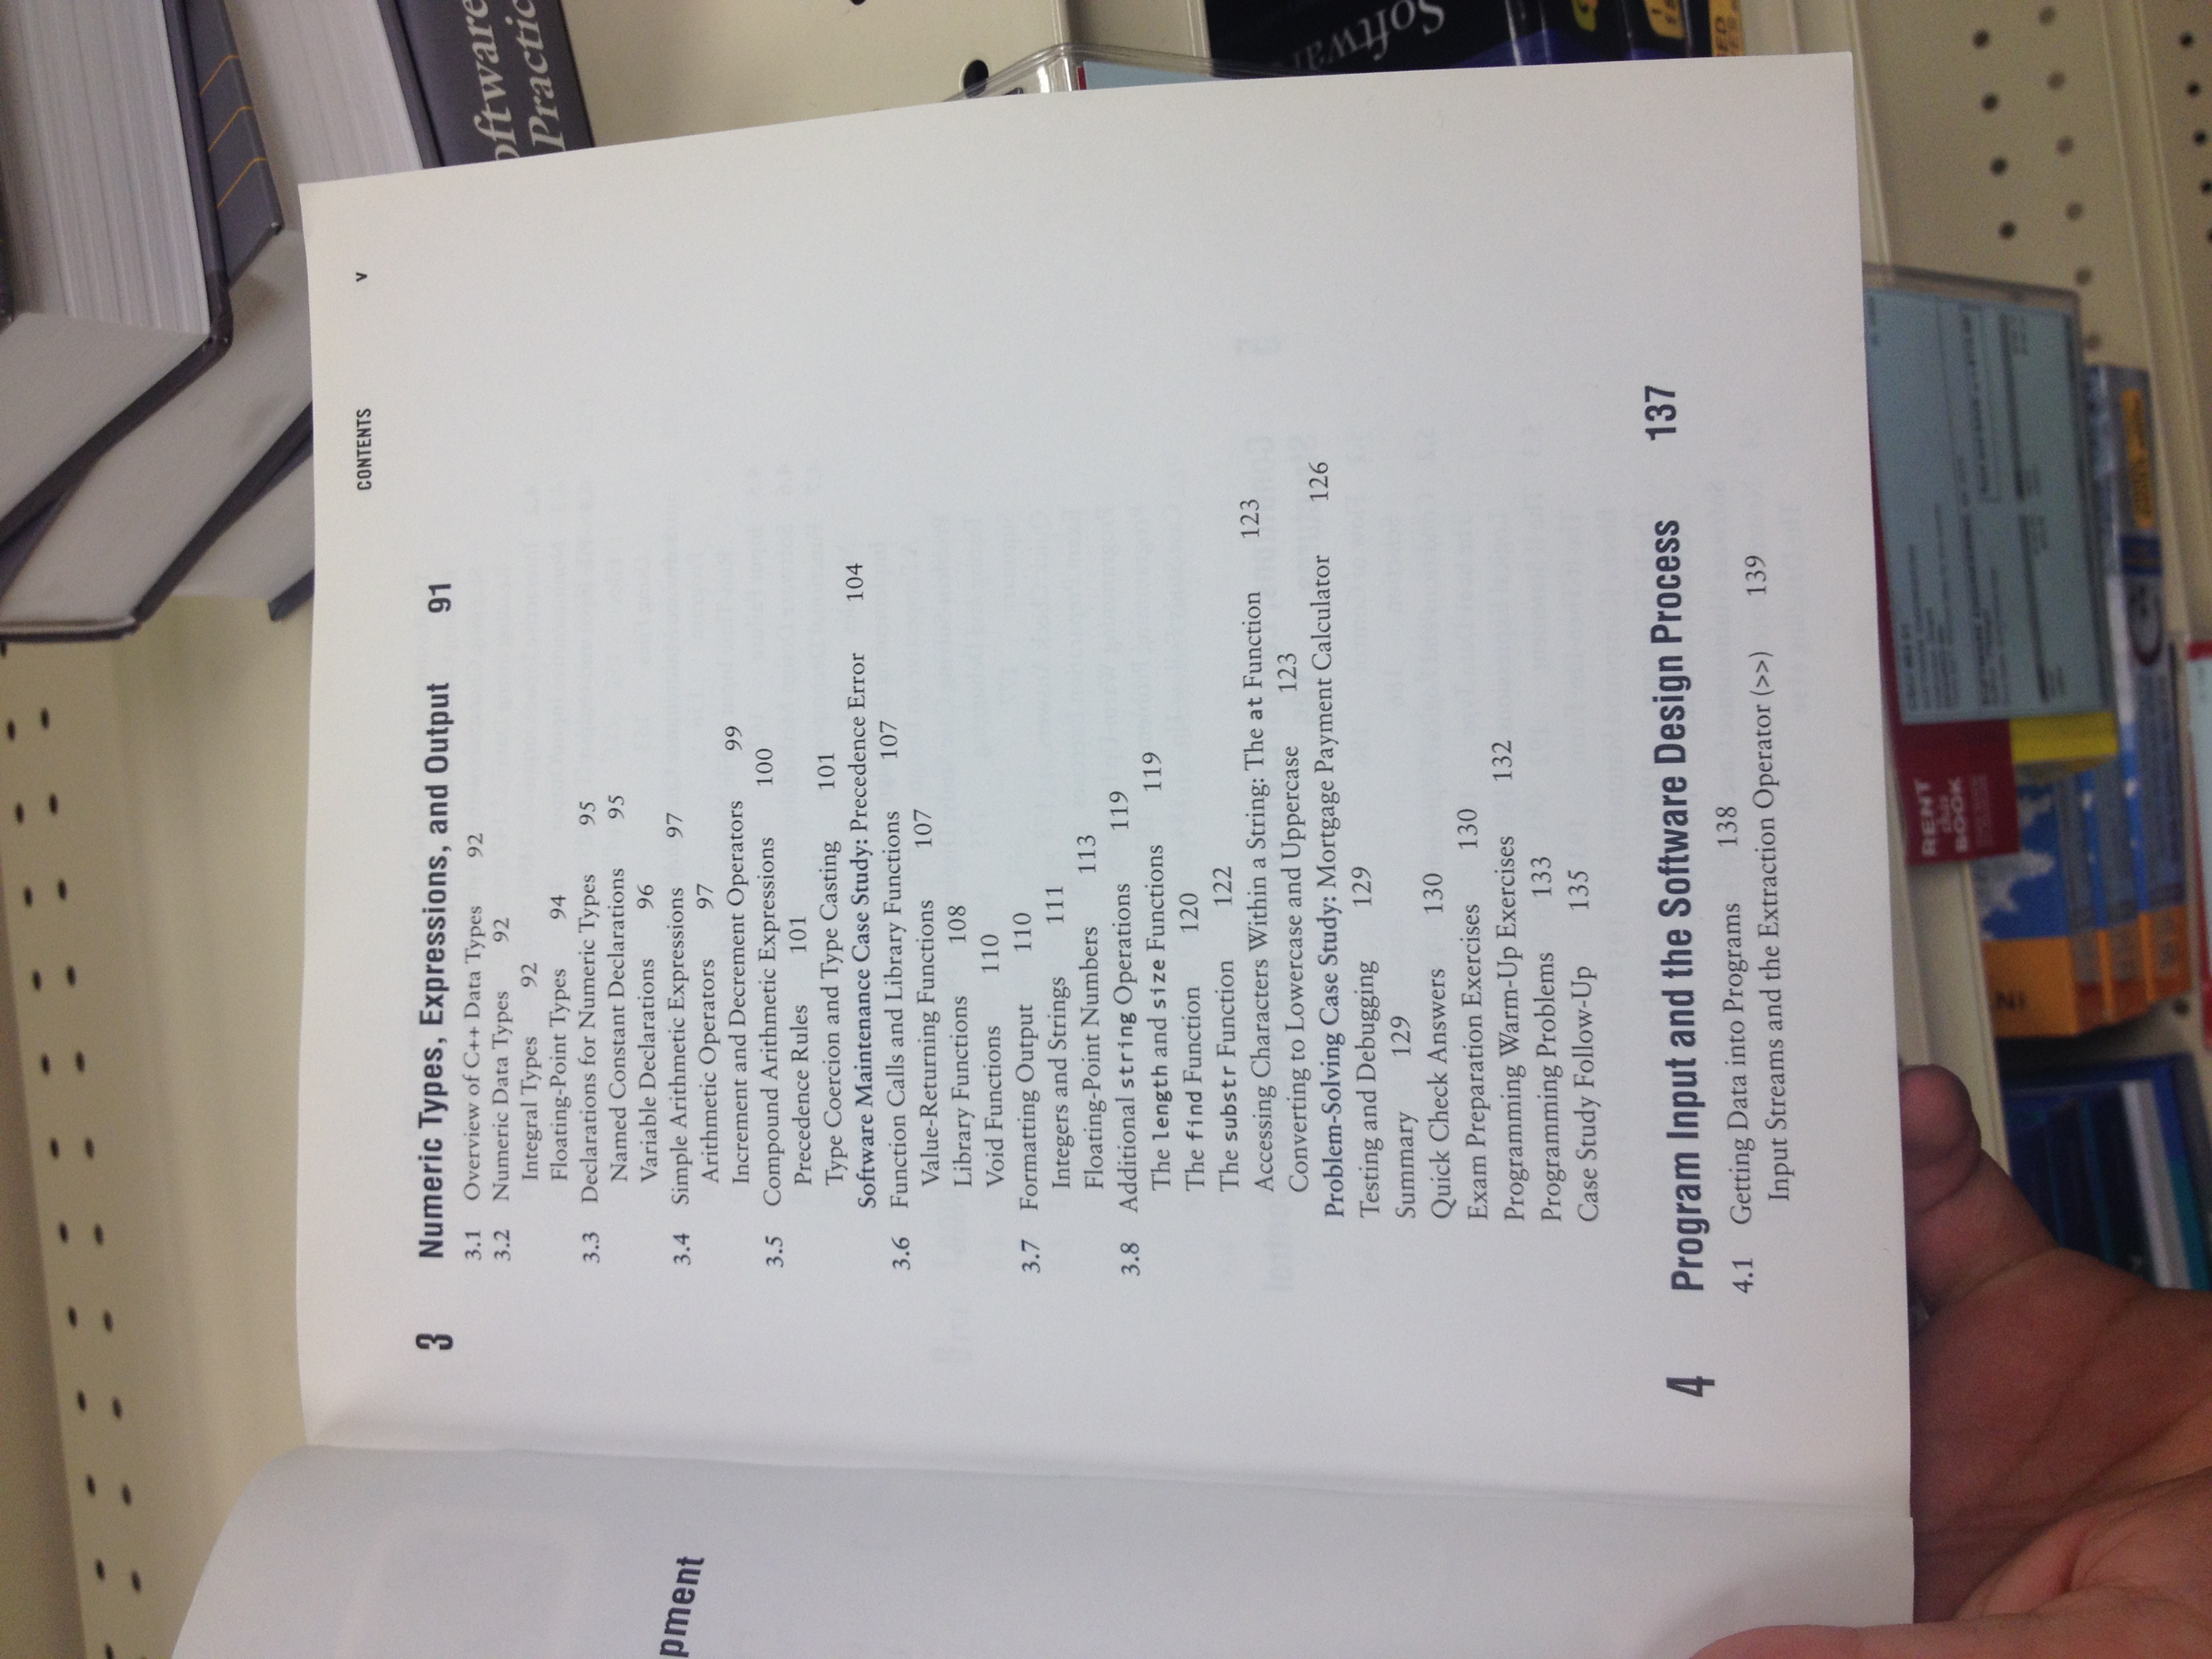 pment
CONTENTS v
3 Numeric Types, Expressions, and Output 91
3.1 Overview of C++ Data Types 92
3.2 Numeric Data Types 92
Integral Types 92
Floating-Point Types 94
3.3 Declarations for Numeric Types 95
Named Constant Declarations 95
Variable Declarations 96
3.4 Simple Arithmetic Expressions 97
Arithmetic Operators 97
Increment and Decrement Operators 99
3.5 Compound Arithmetic Expressions 100
Precedence Rules 101
Type Coercion and Type Casting 101
Software Maintenance Case Study: Precedence Error 104
3.6 Function Calls and Library Functions 107
Value-Returning Functions 107
Library Functions 108
Void Functions 110
3.7 Formatting Output 110
Integers and Strings 111
Floating-Point Numbers 113
3.8 Additional string Operations 119
The length and size Functions 119
The find Function 120
The substr Function 122
Accessing Characters Within a String: The at Function 123
Converting to Lowercase and Uppercase 123
Problem-Solving Case Study: Mortgage Payment Calculator 126
Testing and Debugging 129
Summary 129
Quick Check Answers 130
Exam Preparation Exercises 130
Programming Warm-Up Exercises 132
Programming Problems 133
Case Study Follow-Up 135
4 Program Input and the Software Design Process 137
4.1 Getting Data into Programs 138
Input Streams and the Extraction Operator (>>) 139
oftware
Practic
Softwar
RENT
this
BOOK
SOFTWARE ENGINEERING